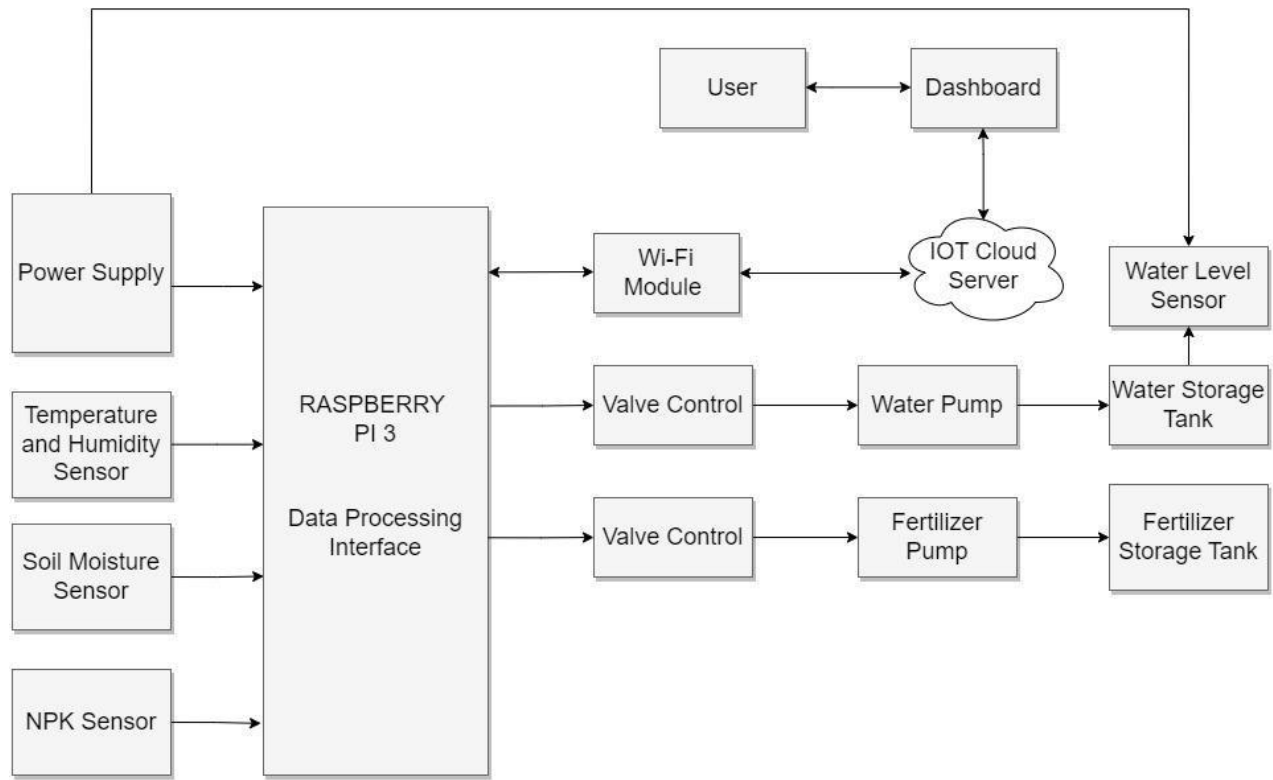 User
Dashboard
Power Supply
Wi-Fi
Module
IOT Cloud
Server
Water Level
Sensor
Temperature
and Humidity
Sensor
RASPBERRY
PI 3
Data Processing
Interface
Valve Control
Water Pump
Water Storage
Tank
Soil Moisture
Sensor
Valve Control
Fertilizer
Pump
Fertilizer
Storage Tank
NPK Sensor